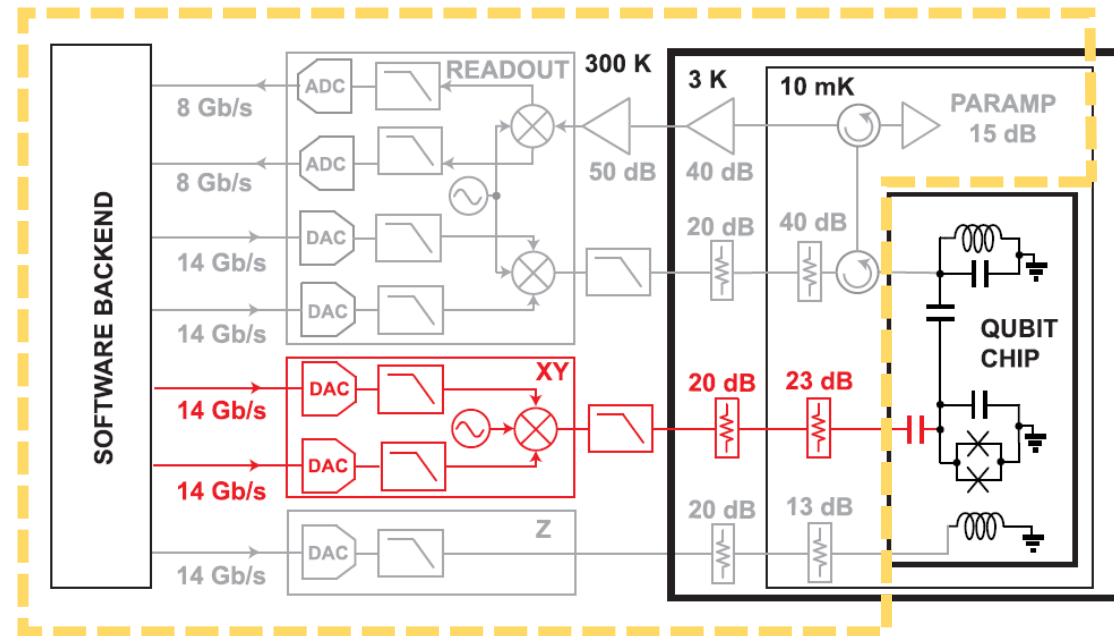 SOFTWARE BACKEND
READOUT
ADC
8 Gb/s
ADC
8 Gb/s
DAC
14 Gb/s
DAC
14 Gb/s
300 K
50 dB
3 K
40 dB
10 mK
PARAMP
15 dB
20 dB
40 dB
QUBIT
CHIP
XY
DAC
14 Gb/s
DAC
14 Gb/s
20 dB
23 dB
Z
DAC
14 Gb/s
20 dB
13 dB